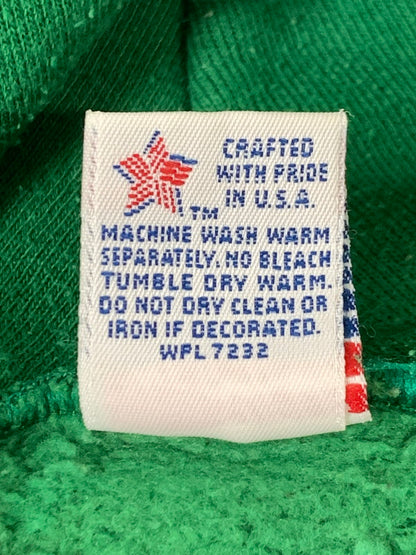 CRAFTED
WITH PRIDE
IN U.S.A.
TM
MACHINE WASH WARM
SEPARATELY. NO BLEACH
TUMBLE DRY WARM.
DO NOT DRY CLEAN OR
IRON IF DECORATED.
WPL 7232